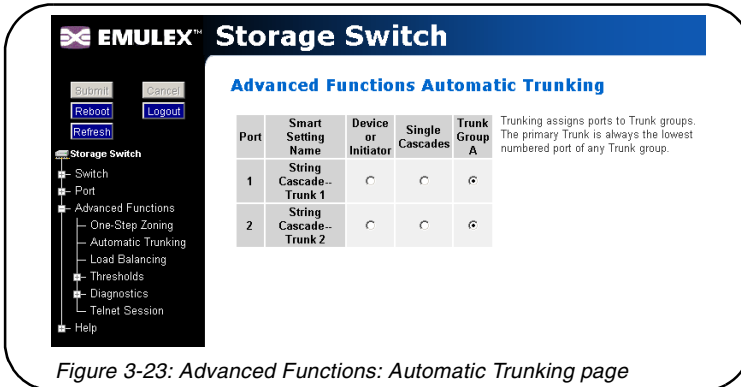 EMULEX™ Storage Switch
Submit Cancel
Reboot Logout
Refresh
Storage Switch
Switch
Port
Advanced Functions
One-Step Zoning
Automatic Trunking
Load Balancing
Thresholds
Diagnostics
Telnet Session
Help
Advanced Functions Automatic Trunking
Port
Smart
Setting
Name
Device
or
Initiator
Single
Cascades
Trunk
Group
A
1
String
Cascade--
Trunk 1
2
String
Cascade--
Trunk 2
Trunking assigns ports to Trunk groups.
The primary Trunk is always the lowest
numbered port of any Trunk group.
Figure 3-23: Advanced Functions: Automatic Trunking page